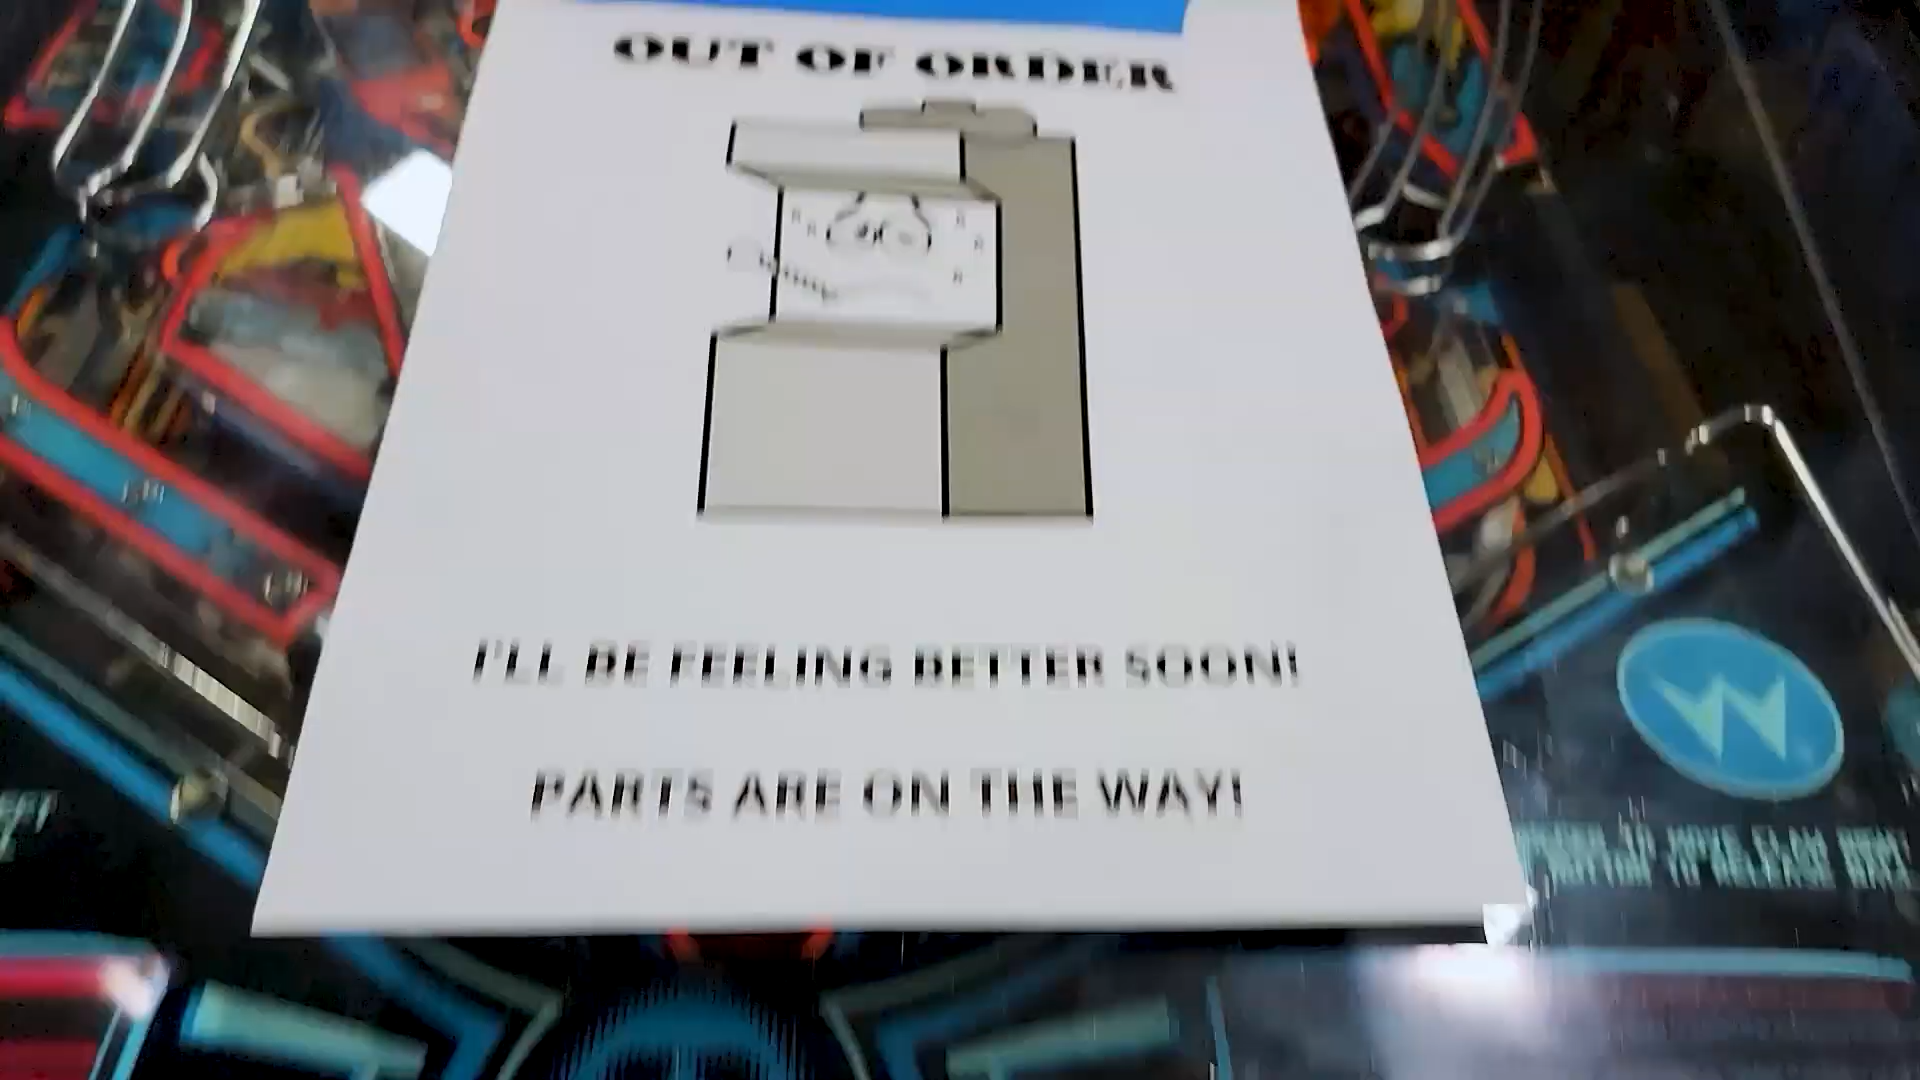 OUT OF ORDER
I'LL BE FEELING BETTER SOON!
PARTS ARE ON THE WAY!